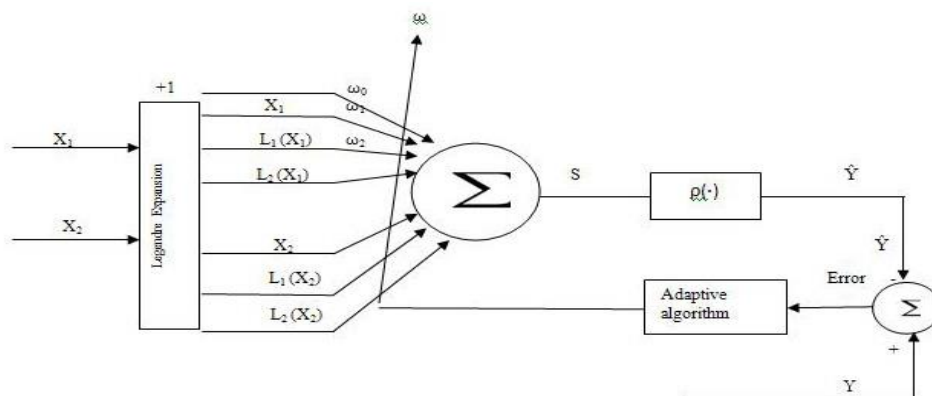 ω
+1
ω₀
X₁
ω₁
X₁
L₁ (X₁)
ω₂
L₂ (X₁)
Legendre Expansion
X₂
X₂
L₁ (X₂)
L₂ (X₂)
Σ
S
ρ(·)
Ŷ
Ŷ
-
Error
Adaptive
algorithm
Σ
+
Y